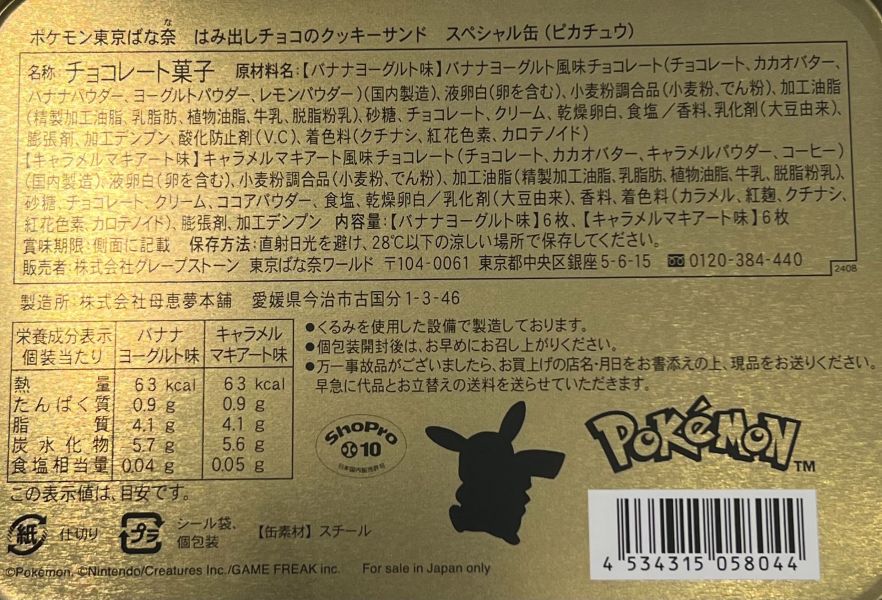 ポケモン東京ばな奈 はみ出しチョコのクッキーサンド スペシャル缶(ピカチュウ)
な
名称:チョコレート菓子 原材料名:【バナナヨーグルト味】バナナヨーグルト風味チョコレート(チョコレート、カカオバター、
バナナパウダー、ヨーグルトパウダー、レモンパウダー)(国内製造)、液卵白(卵を含む)、小麦粉調合品(小麦粉、でん粉)、加工油脂
(精製加工油脂、乳脂肪、植物油脂、牛乳、脱脂粉乳)、砂糖、チョコレート、クリーム、乾燥卵白、食塩/香料、乳化剤(大豆由来)、
膨張剤、加工デンプン、酸化防止剤(V.C)、着色料(クチナシ、紅花色素、カロテノイド)
【キャラメルマキアート味】キャラメルマキアート風味チョコレート(チョコレート、カカオバター、キャラメルパウダー、コーヒー)
(国内製造)、液卵白(卵を含む)、小麦粉調合品(小麦粉、でん粉)、加工油脂(精製加工油脂、乳脂肪、植物油脂、牛乳、脱脂粉乳)、
砂糖、チョコレート、クリーム、ココアパウダー、食塩、乾燥卵白/乳化剤(大豆由来)、香料、着色料(カラメル、紅麹、クチナシ、
紅花色素、カロテノイド)、膨張剤、加工デンプン 内容量:【バナナヨーグルト味】6枚、【キャラメルマキアート味】6枚
賞味期限:側面に記載 保存方法:直射日光を避け、28℃以下の涼しい場所で保存してください。
販売者:株式会社グレープストーン 東京ばな奈ワールド 〒104-0061 東京都中央区銀座5-6-15 0120-384-440
2408
製造所:株式会社母恵夢本舗 愛媛県今治市古国分1-3-46
栄養成分表示 個装当たり バナナ ヨーグルト味 キャラメル マキアート味
熱量 63 kcal 63 kcal
たんぱく質 0.9 g 0.9 g
脂質 4.1 g 4.1 g
炭水化物 5.7 g 5.6 g
食塩相当量 0.04 g 0.05 g
この表示値は、目安です。
●くるみを使用した設備で製造しております。
●個包装開封後は、お早めにお召し上がりください。
●万一事故品がございましたら、お買上げの店名・月日をお書添えの上、現品をお送りください。
早急に代品とお立替えの送料を送らせていただきます。
ShoPro
10
日本国内販売許可
POKéMON TM
紙 仕切り プラ シール袋、
個包装
【缶素材】スチール
4 534315 058044
©Pokémon. ©Nintendo/Creatures Inc./GAME FREAK inc. For sale in Japan only